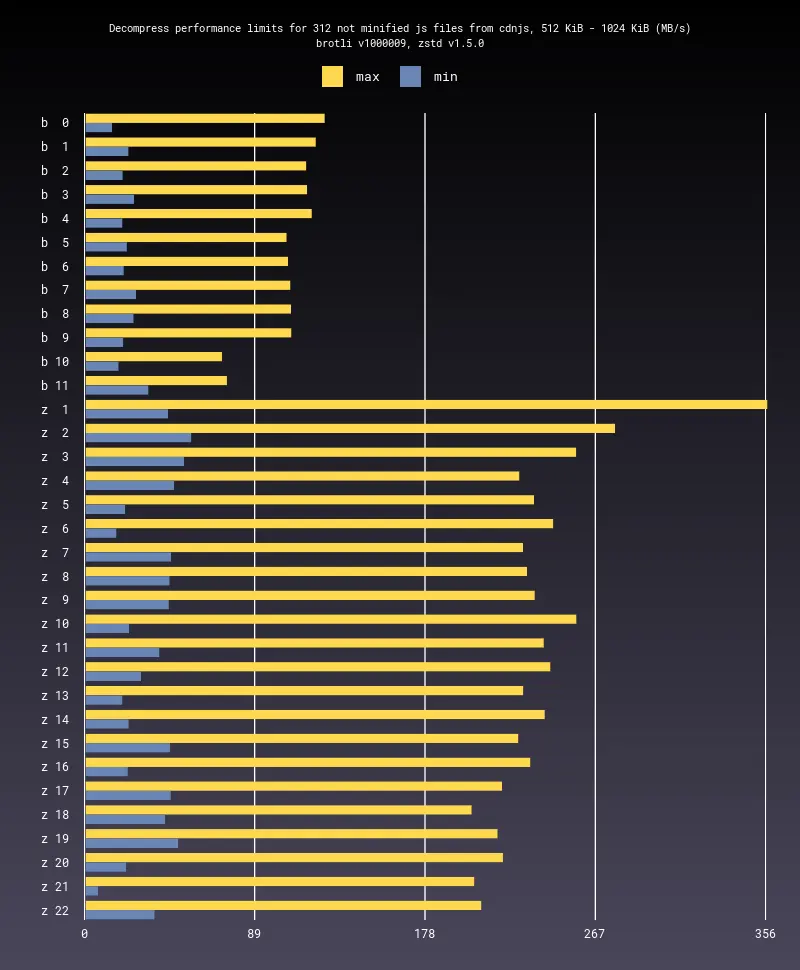 Decompress performance limits for 312 not minified js files from cdnjs, 512 KiB - 1024 KiB (MB/s)
brotli v1000009, zstd v1.5.0
max min
b 0
b 1
b 2
b 3
b 4
b 5
b 6
b 7
b 8
b 9
b 10
b 11
z 1
z 2
z 3
z 4
z 5
z 6
z 7
z 8
z 9
z 10
z 11
z 12
z 13
z 14
z 15
z 16
z 17
z 18
z 19
z 20
z 21
z 22
0 89 178 267 356